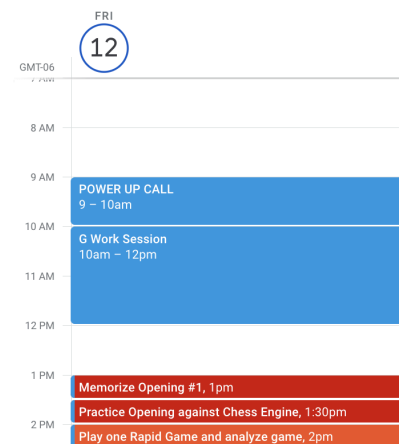 FRI
12
GMT-06
7 AM
8 AM
9 AM
POWER UP CALL
9 – 10am
10 AM
G Work Session
10am – 12pm
11 AM
12 PM
1 PM
Memorize Opening #1, 1pm
Practice Opening against Chess Engine, 1:30pm
2 PM
Play one Rapid Game and analyze game, 2pm